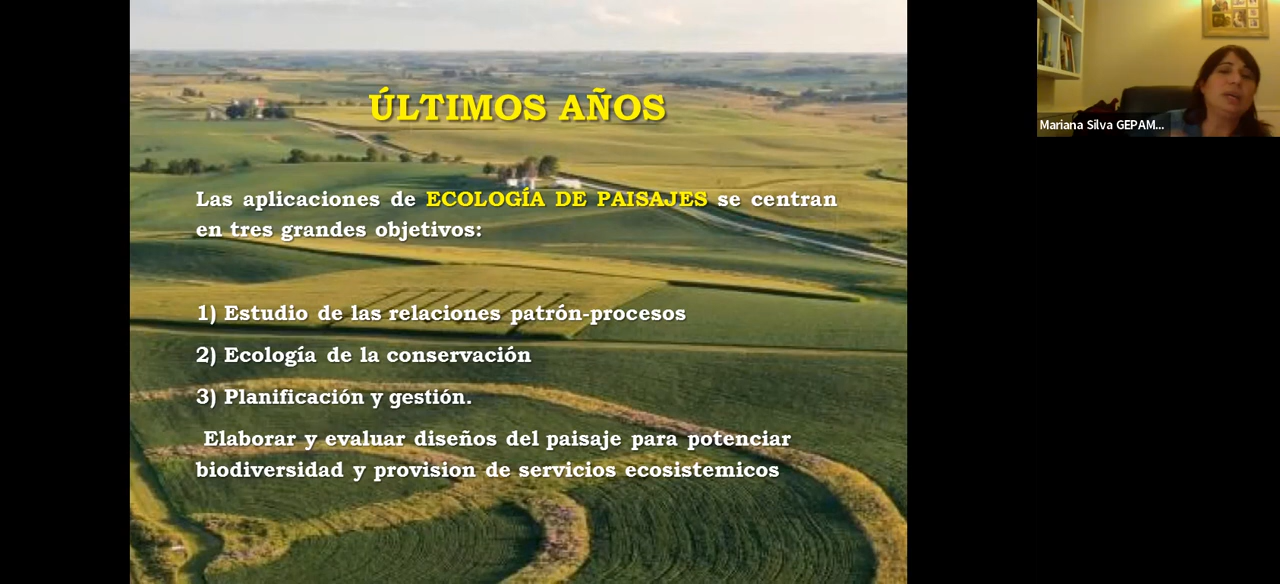 ÚLTIMOS AÑOS
Las aplicaciones de ECOLOGÍA DE PAISAJES se centran
en tres grandes objetivos:
1) Estudio de las relaciones patrón-procesos
2) Ecología de la conservación
3) Planificación y gestión.
Elaborar y evaluar diseños del paisaje para potenciar
biodiversidad y provision de servicios ecosistemicos
Mariana Silva GEPAM...